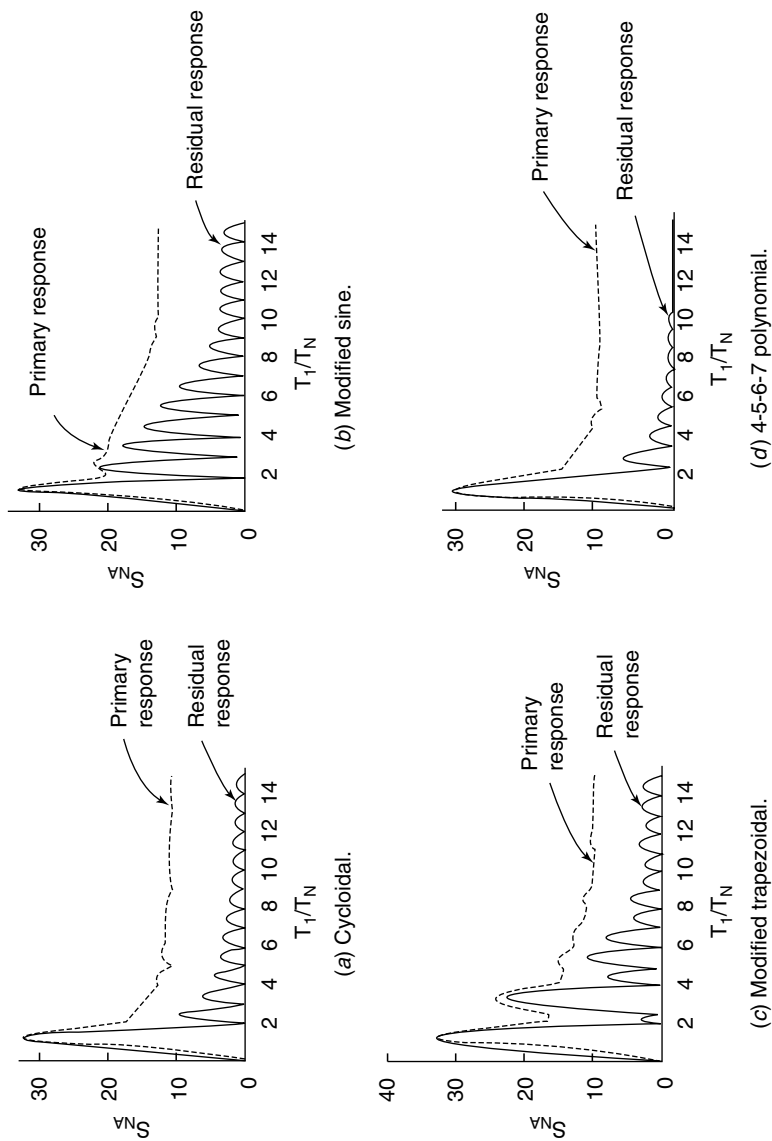 30
20
10
0
S_NA
Primary
response
Residual
response
2
4
6
8
10
12
14
T₁/T_N
(a) Cycloidal.
30
20
10
0
S_NA
Primary response
Residual response
2
4
6
8
10
12
14
T₁/T_N
(b) Modified sine.
40
30
20
10
0
S_NA
Primary
response
Residual
response
2
4
6
8
10
12
14
T₁/T_N
(c) Modified trapezoidal.
30
20
10
0
S_NA
Primary response
Residual response
2
4
6
8
10
12
14
T₁/T_N
(d) 4-5-6-7 polynomial.